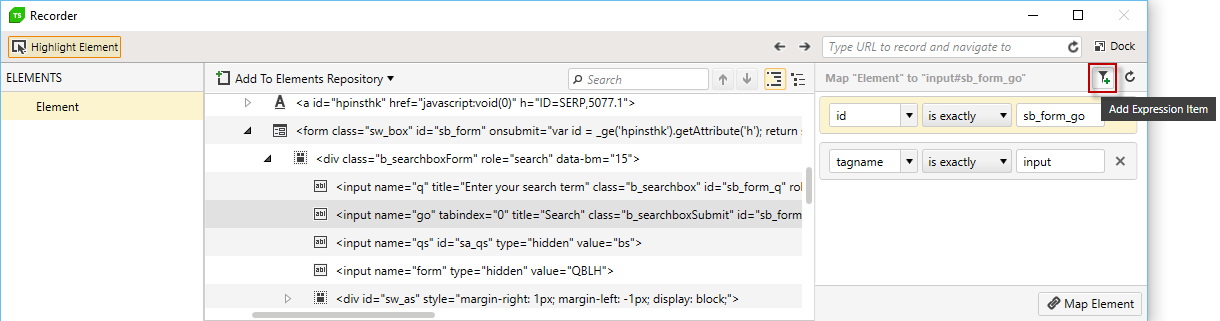 TS Recorder
Highlight Element
Type URL to record and navigate to
Dock
ELEMENTS
Element
Add To Elements Repository
Search
A <a id="hpinsthk" href="javascript:void(0)" h="ID=SERP,5077.1">
<form class="sw_box" id="sb_form" onsubmit="var id = _ge('hpinsthk').getAttribute('h'); return
<div class="b_searchboxForm" role="search" data-bm="15">
abl <input name="q" title="Enter your search term" class="b_searchbox" id="sb_form_q" rol
abl <input name="go" tabindex="0" title="Search" class="b_searchboxSubmit" id="sb_form
abl <input name="qs" id="sa_qs" type="hidden" value="bs">
abl <input name="form" type="hidden" value="QBLH">
<div id="sw_as" style="margin-right: 1px; margin-left: -1px; display: block;">
Map "Element" to "input#sb_form_go"
Add Expression Item
id is exactly sb_form_go
tagname is exactly input
Map Element